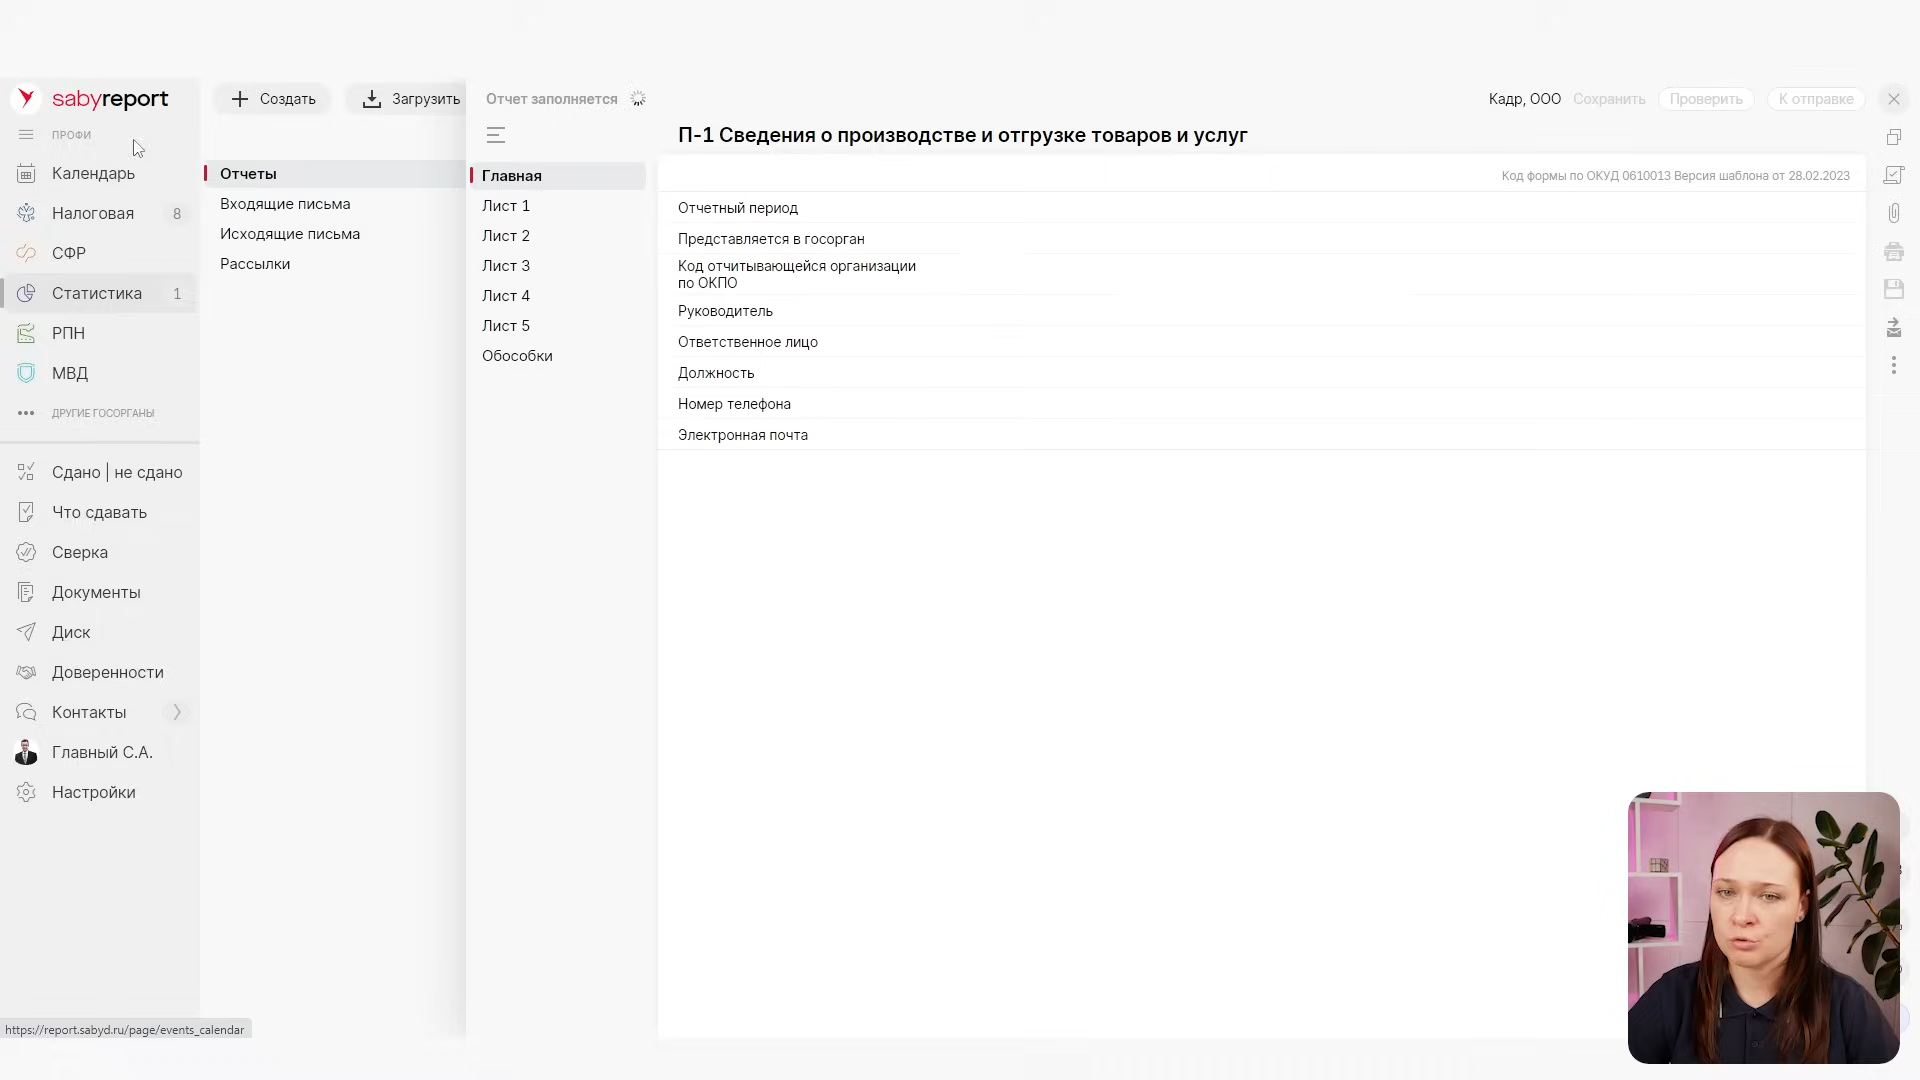 sabyreport
ПРОФИ
Календарь
Налоговая 8
СФР
Статистика 1
РПН
МВД
ДРУГИЕ ГОСОРГАНЫ
Сдано | не сдано
Что сдавать
Сверка
Документы
Диск
Доверенности
Контакты
Главный С.А.
Настройки
https://report.sabyd.ru/page/events_calendar
Создать
Загрузить
Отчеты
Входящие письма
Исходящие письма
Рассылки
Отчет заполняется
Главная
Лист 1
Лист 2
Лист 3
Лист 4
Лист 5
Обособки
Кадр, ООО Сохранить Проверить К отправке
П-1 Сведения о производстве и отгрузке товаров и услуг
Код формы по ОКУД 0610013 Версия шаблона от 28.02.2023
Отчетный период
Представляется в госорган
Код отчитывающейся организации
по ОКПО
Руководитель
Ответственное лицо
Должность
Номер телефона
Электронная почта